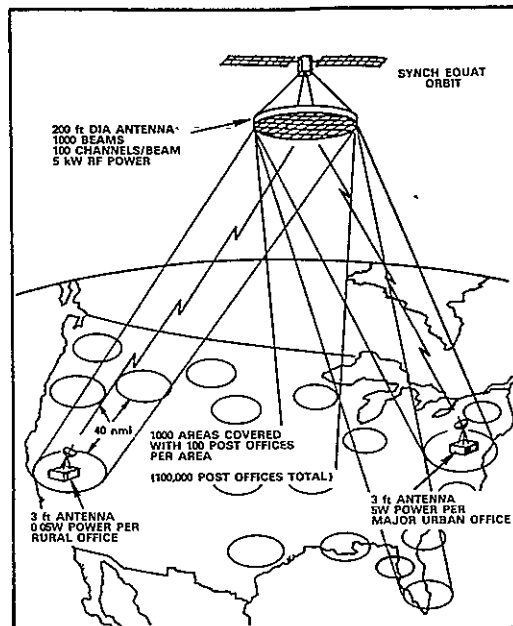 SYNCH EQUAT
ORBIT
200 ft DIA ANTENNA
1000 BEAMS
100 CHANNELS/BEAM
5 kW RF POWER
40 nmi
1000 AREAS COVERED
WITH 100 POST OFFICES
PER AREA
(100,000 POST OFFICES TOTAL)
3 ft ANTENNA
0.05W POWER PER
RURAL OFFICE
3 ft ANTENNA
5W POWER PER
MAJOR URBAN OFFICE